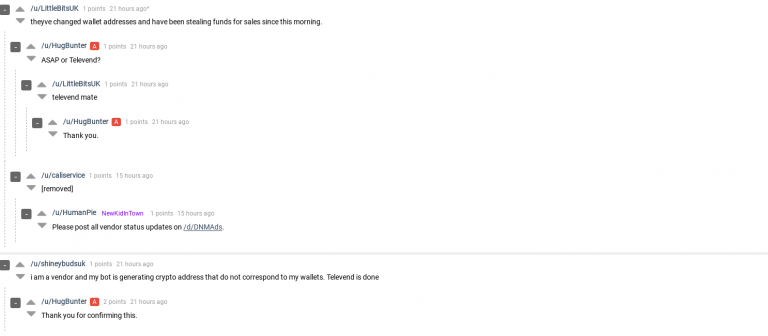 /u/LittleBitsUK 1 points 21 hours ago*
theyve changed wallet addresses and have been stealing funds for sales since this morning.
/u/HugBunter A 1 points 21 hours ago
ASAP or Televend?
/u/LittleBitsUK 1 points 21 hours ago
televend mate
/u/HugBunter A 1 points 21 hours ago
Thank you.
/u/caliservice 1 points 15 hours ago
[removed]
/u/HumanPie NewKidInTown 1 points 15 hours ago
Please post all vendor status updates on /d/DNMAds.
/u/shineybudsuk 1 points 21 hours ago
i am a vendor and my bot is generating crypto address that do not correspond to my wallets. Televend is done
/u/HugBunter A 2 points 21 hours ago
Thank you for confirming this.